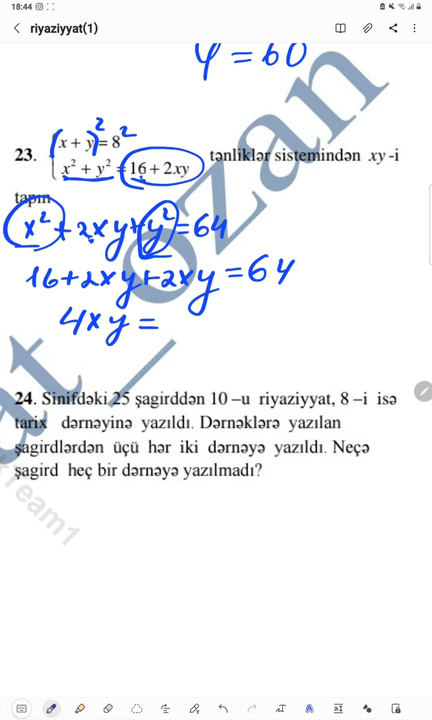 18:44
riyaziyyat(1)
φ = 60
(x + y)² = 8²
23. x² + y² = 16 + 2xy tənliklər sistemindən xy -i
tapın
x² + 2xy + y² = 64
16 + 2xy + 2xy = 64
4xy =
24. Sinifdəki 25 şagirddən 10 –u riyaziyyat, 8 –i isə
tarix dərnəyinə yazıldı. Dərnəklərə yazılan
şagirdlərdən üçü hər iki dərnəyə yazıldı. Neçə
şagird heç bir dərnəyə yazılmadı?
ozan
at
Team1